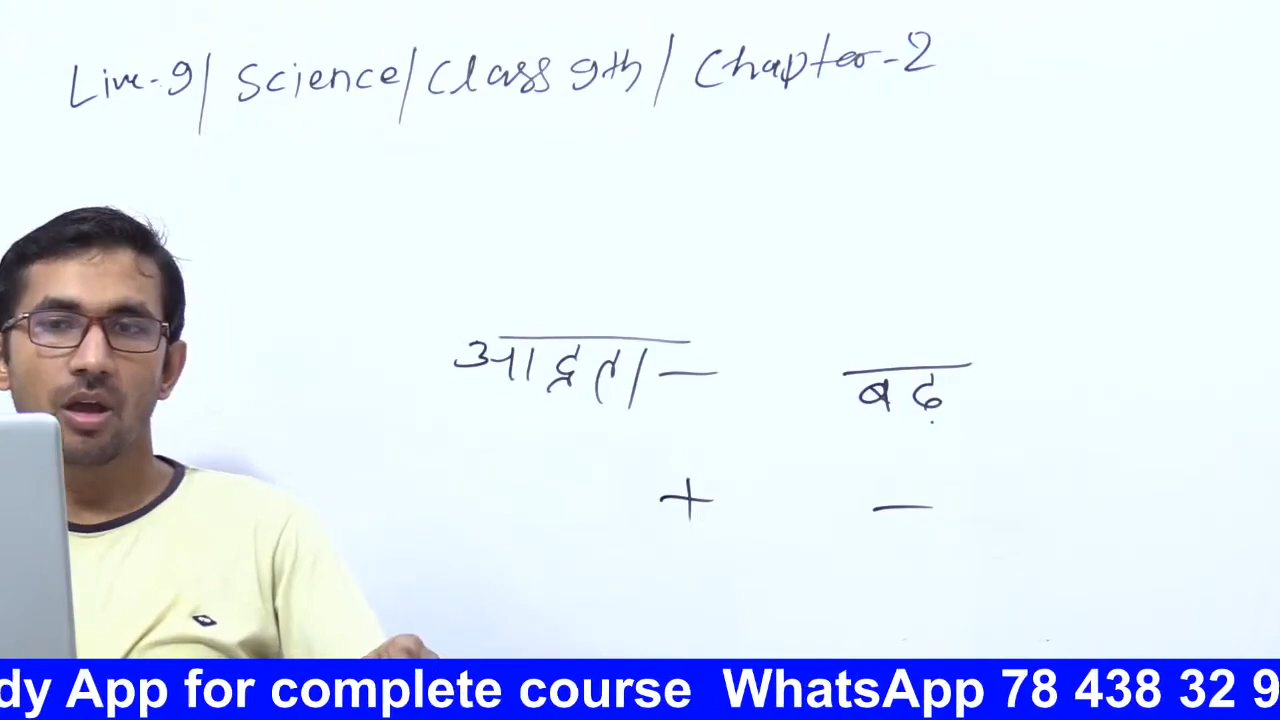 Live-9/ Science/ Class 9th/ Chapter-2
आद्रता— बढ़
+ —
dy App for complete course WhatsApp 78 438 32 9